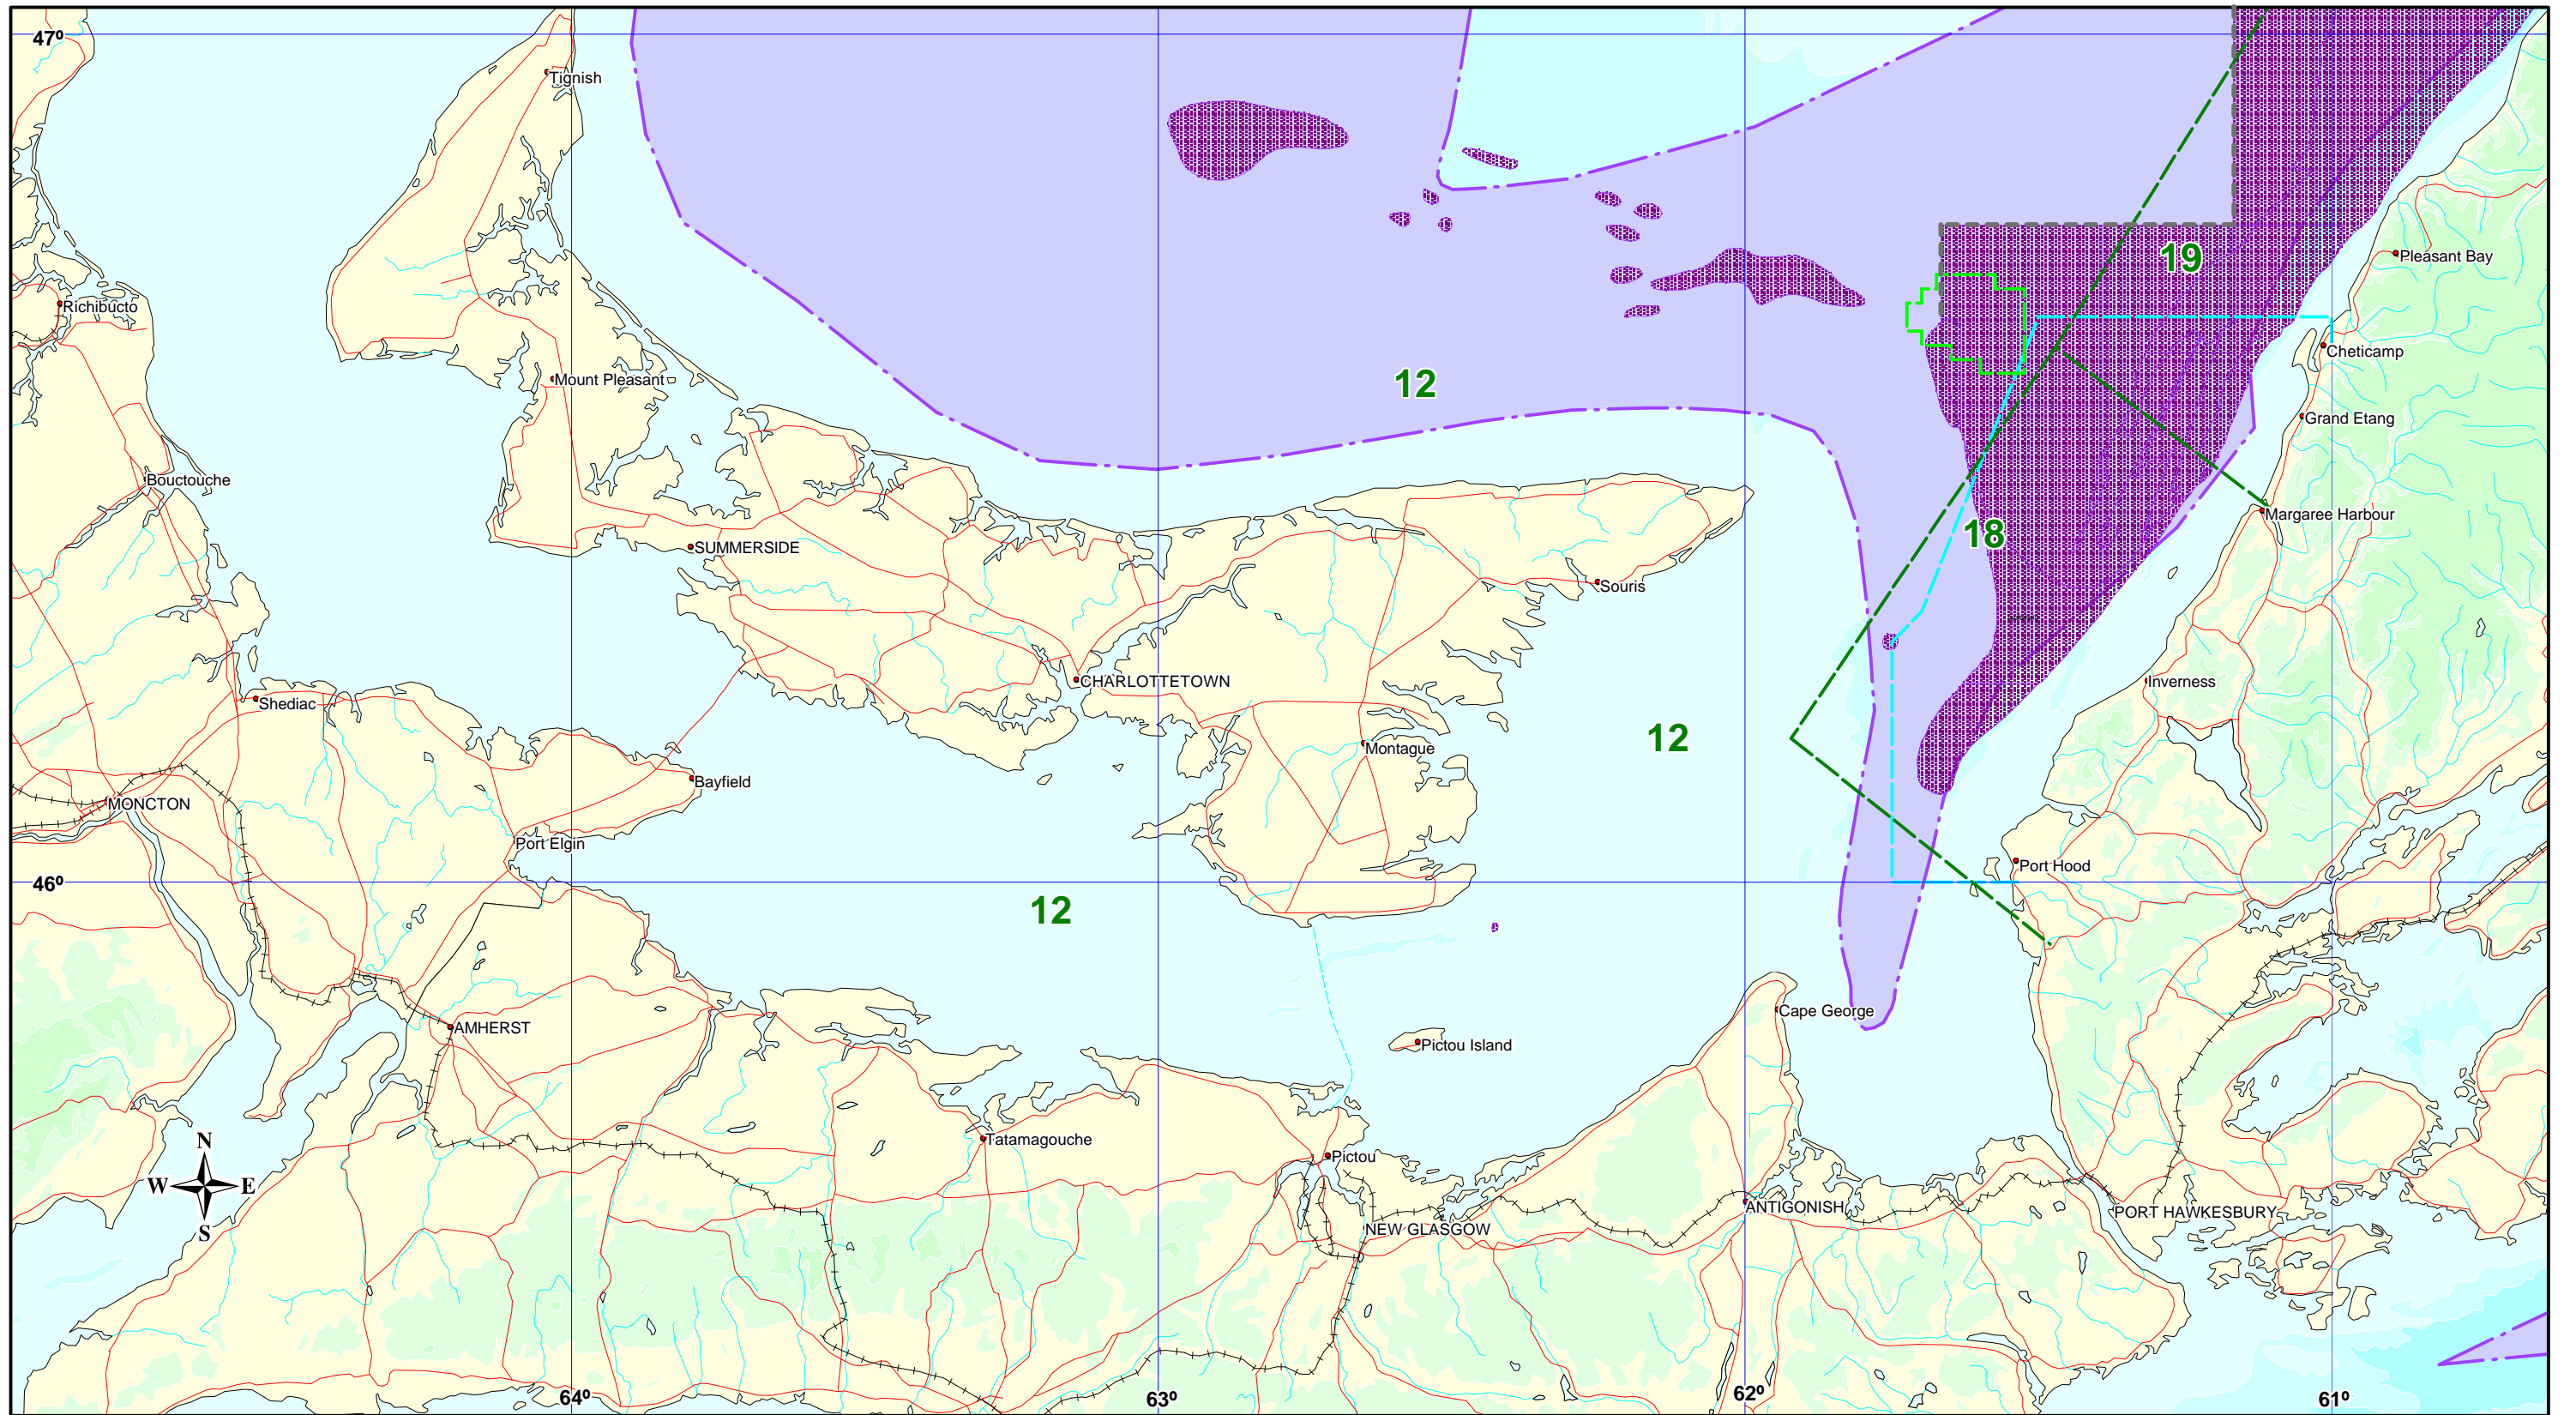 47º
Tignish
Pleasant Bay
19
Richibucto
Cheticamp
Mount Pleasant
12
Grand Etang
Bouctouche
Margaree Harbour
18
SUMMERSIDE
Souris
CHARLOTTETOWN
Inverness
Shediac
12
Montague
Bayfield
MONCTON
Port Elgin
Port Hood
46º
12
Cape George
AMHERST
Pictou Island
N
Tatamagouche
Pictou
W E
ANTIGONISH
PORT HAWKESBURY
S
NEW GLASGOW
64º
63º
62º
61º